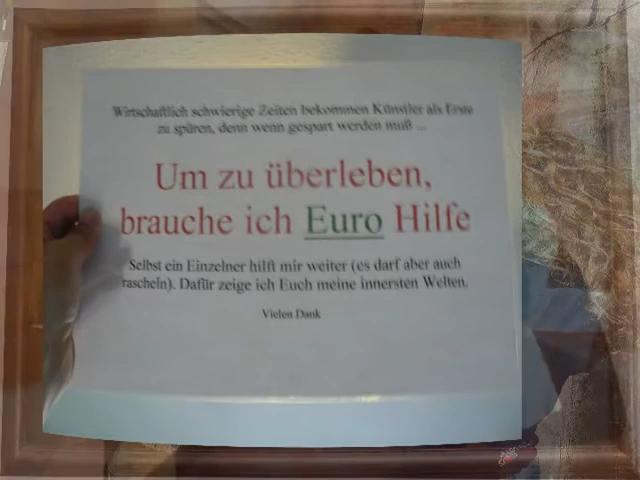 Wirtschaftlich schwierige Zeiten bekommen Künstler als Erste
zu spüren, denn wenn gespart werden muß ...
Um zu überleben,
brauche ich Euro Hilfe
Selbst ein Einzelner hilft mir weiter (es darf aber auch
rascheln). Dafür zeige ich Euch meine innersten Welten.
Vielen Dank